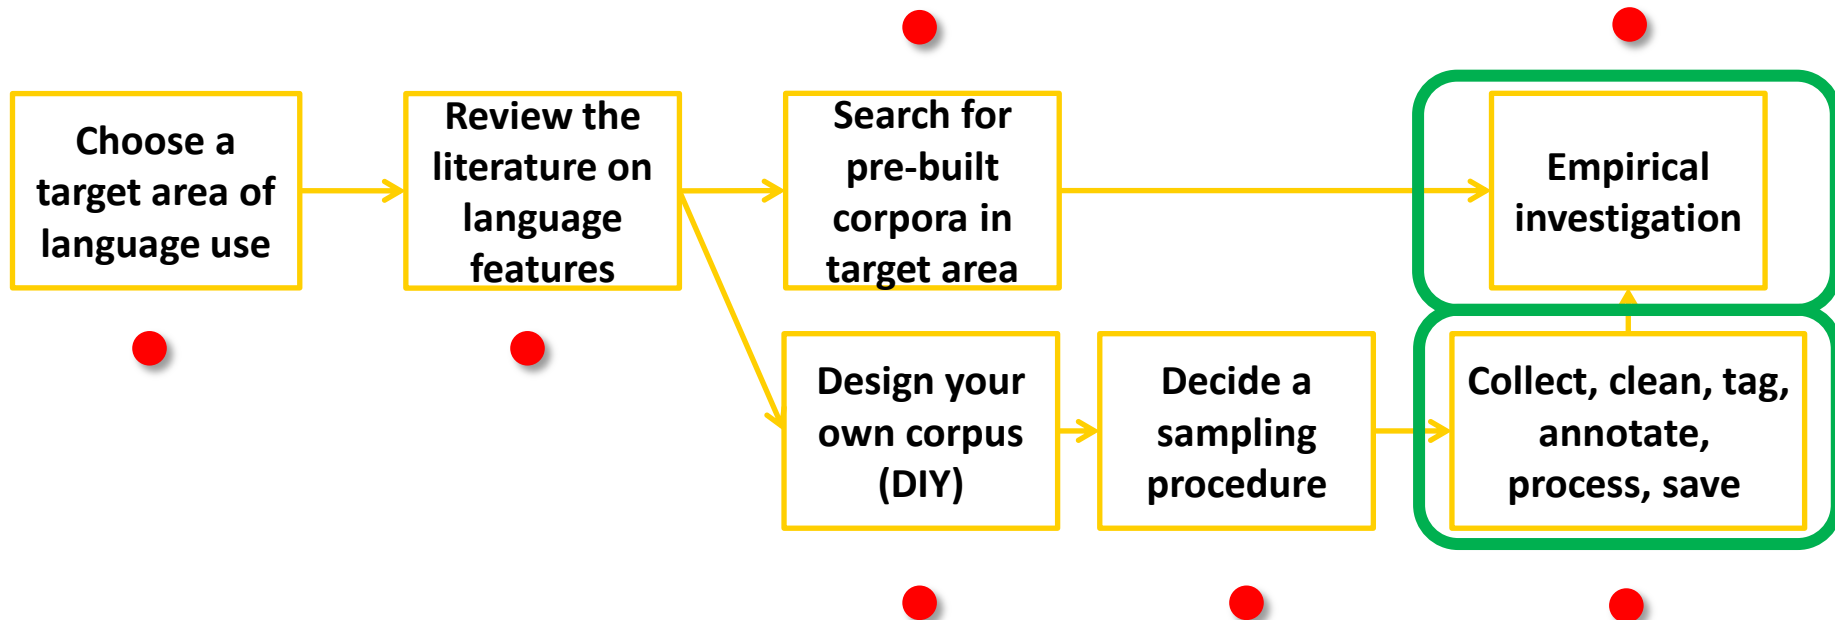 Choose a
target area of
language use
Review the
literature on
language
features
Search for
pre-built
corpora in
target area
Empirical
investigation
Design your
own corpus
(DIY)
Decide a
sampling
procedure
Collect, clean, tag,
annotate,
process, save